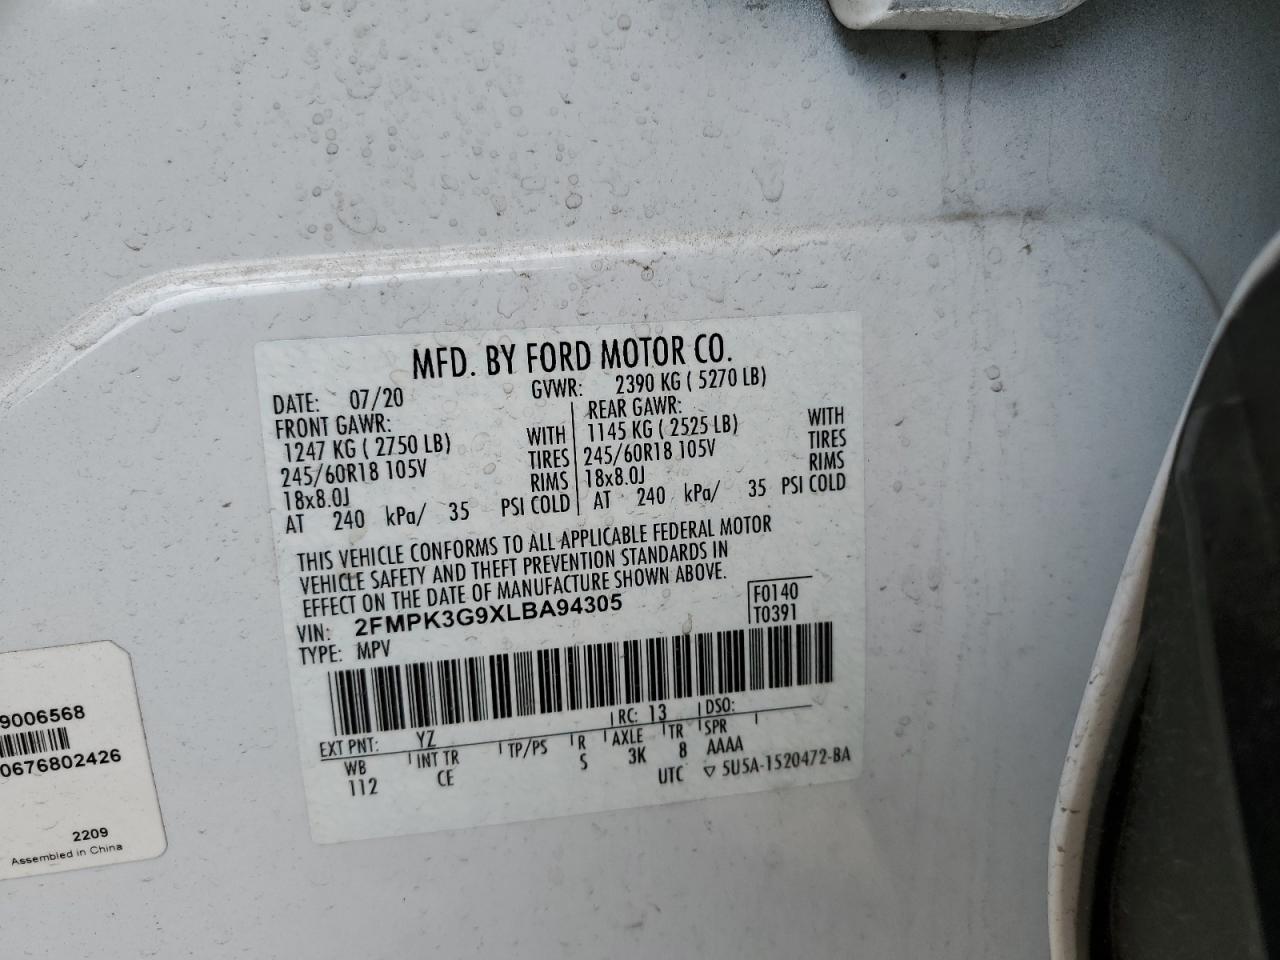 MFD. BY FORD MOTOR CO.
DATE: 07/20 GVWR: 2390 KG ( 5270 LB)
FRONT GAWR: REAR GAWR:
1247 KG ( 2750 LB) WITH 1145 KG ( 2525 LB) WITH
245/60R18 105V TIRES 245/60R18 105V TIRES
18x8.0J RIMS 18x8.0J RIMS
AT 240 kPa/ 35 PSI COLD AT 240 kPa/ 35 PSI COLD
THIS VEHICLE CONFORMS TO ALL APPLICABLE FEDERAL MOTOR
VEHICLE SAFETY AND THEFT PREVENTION STANDARDS IN
EFFECT ON THE DATE OF MANUFACTURE SHOWN ABOVE.
VIN: 2FMPK3G9XLBA94305 F0140
TYPE: MPV T0391
RC: 13 DSO:
EXT PNT: YZ
WB INT TR TP/PS R AXLE TR SPR
112 CE S 3K 8 AAAA
UTC ▽ 5U5A-1520472-BA
9006568
0676802426
2209
Assembled in China